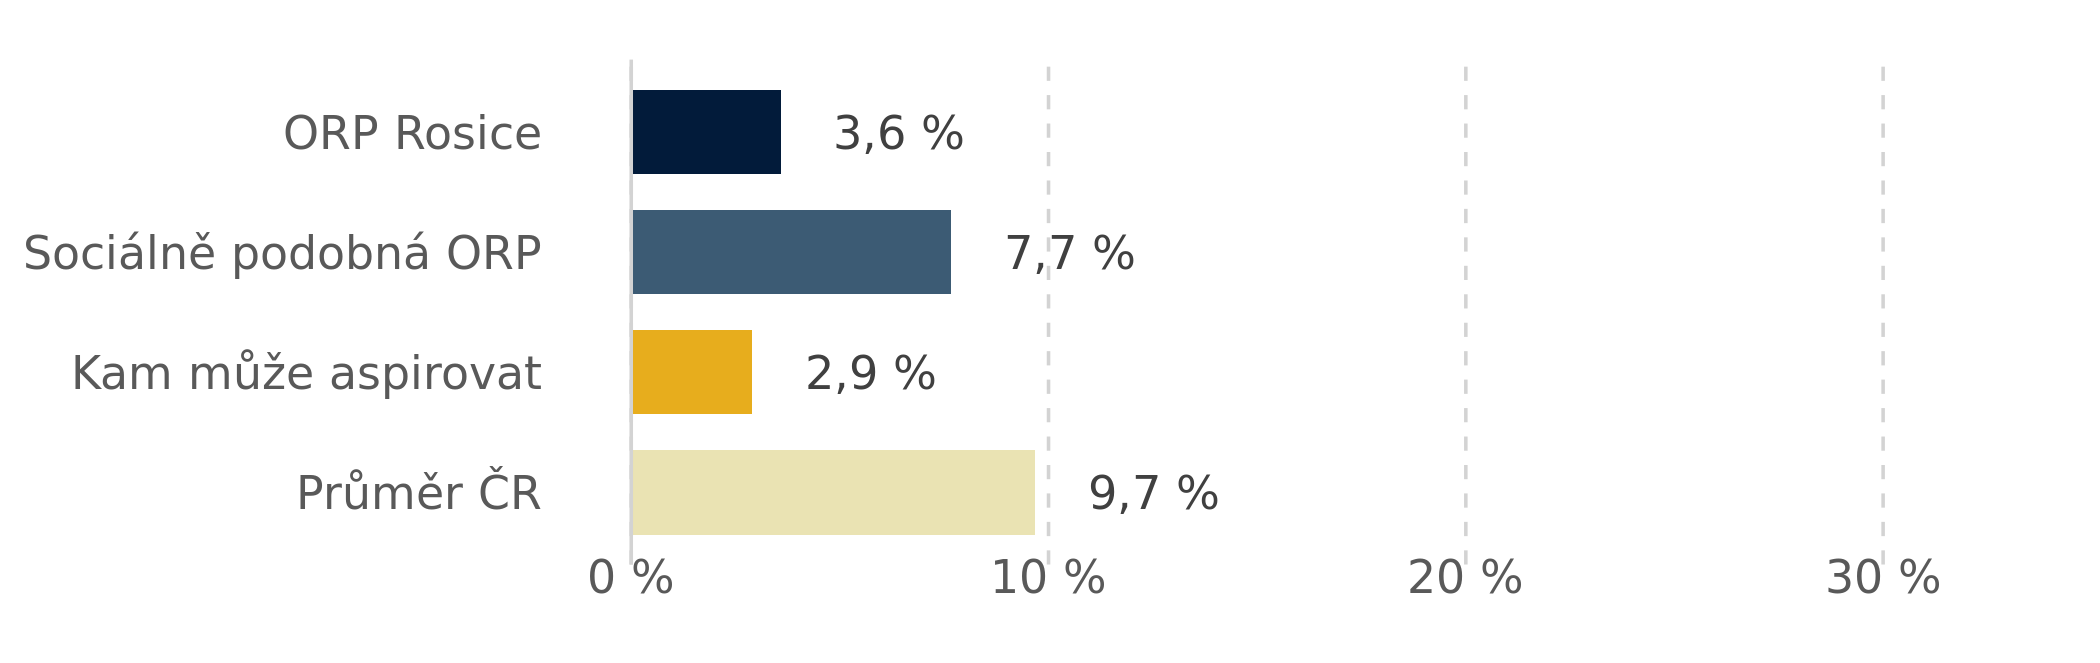 ORP Rosice 3,6 %
Sociálně podobná ORP 7,7 %
Kam může aspirovat 2,9 %
Průměr ČR 9,7 %
0 % 10 % 20 % 30 %